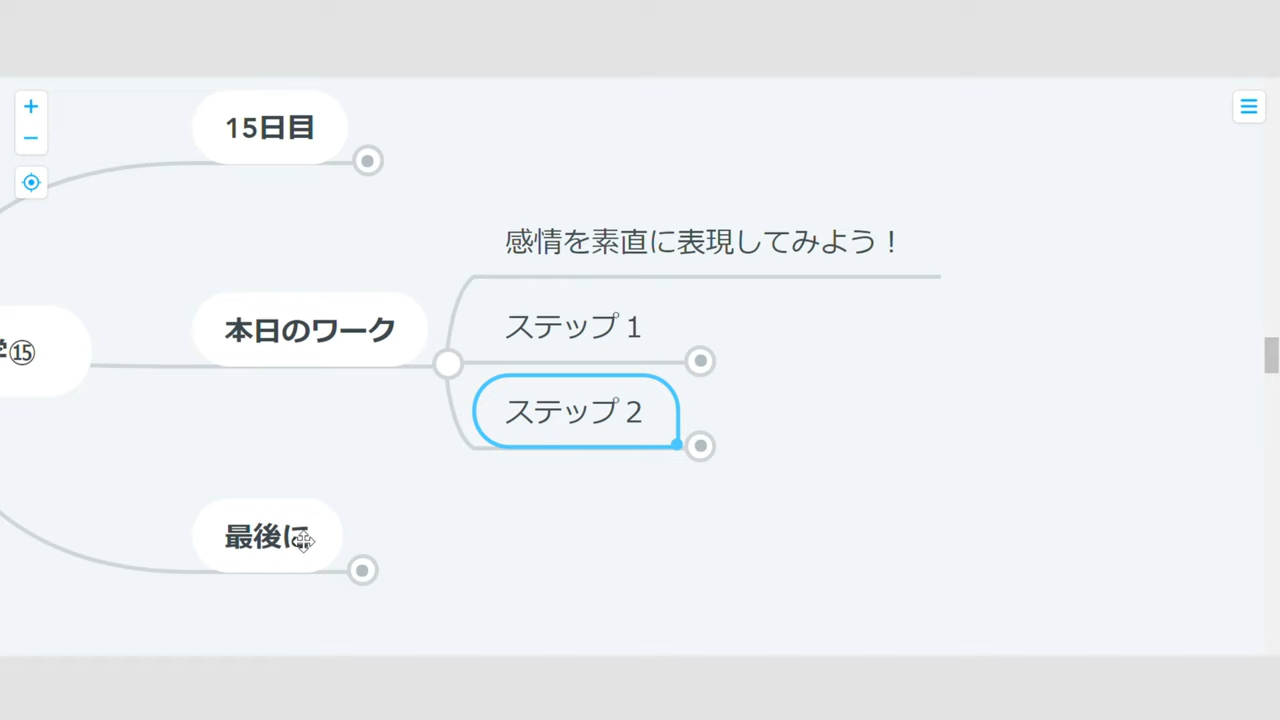 15日目
感情を素直に表現してみよう！
ステップ１
本日のワーク
⑮
ステップ２
最後に